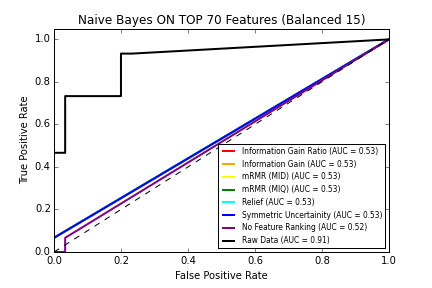 Naive Bayes ON TOP 70 Features (Balanced 15)
1.0
0.8
0.6
0.4
0.2
0.0
True Positive Rate
Information Gain Ratio (AUC = 0.53)
Information Gain (AUC = 0.53)
mRMR (MID) (AUC = 0.53)
mRMR (MIQ) (AUC = 0.53)
Relief (AUC = 0.53)
Symmetric Uncertainity (AUC = 0.53)
No Feature Ranking (AUC = 0.52)
Raw Data (AUC = 0.91)
0.0 0.2 0.4 0.6 0.8 1.0
False Positive Rate